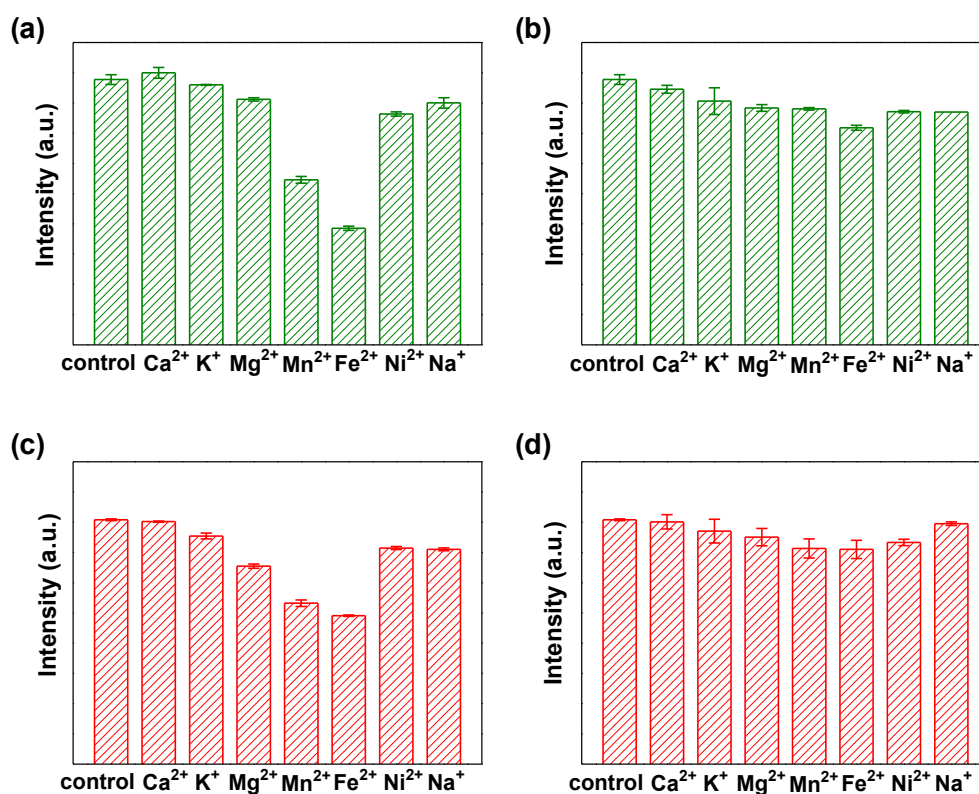 (a)
Intensity (a.u.)
control Ca²⁺ K⁺ Mg²⁺ Mn²⁺ Fe²⁺ Ni²⁺ Na⁺
(b)
Intensity (a.u.)
control Ca²⁺ K⁺ Mg²⁺ Mn²⁺ Fe²⁺ Ni²⁺ Na⁺
(c)
Intensity (a.u.)
control Ca²⁺ K⁺ Mg²⁺ Mn²⁺ Fe²⁺ Ni²⁺ Na⁺
(d)
Intensity (a.u.)
control Ca²⁺ K⁺ Mg²⁺ Mn²⁺ Fe²⁺ Ni²⁺ Na⁺